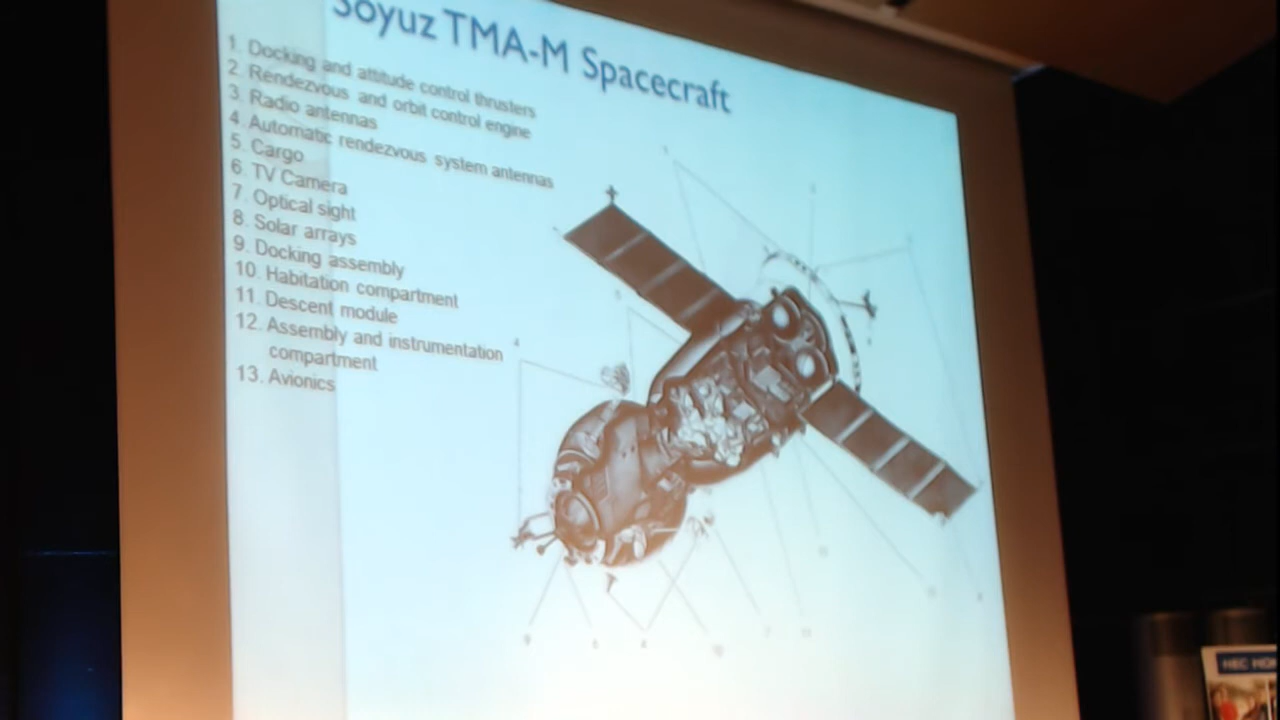 Soyuz TMA-M Spacecraft
1. Docking and attitude control thrusters
2. Rendezvous and orbit control engine
3. Radio antennas
4. Automatic rendezvous system antennas
5. Cargo
6. TV Camera
7. Optical sight
8. Solar arrays
9. Docking assembly
10. Habitation compartment
11. Descent module
12. Assembly and instrumentation
compartment
13. Avionics
HEC